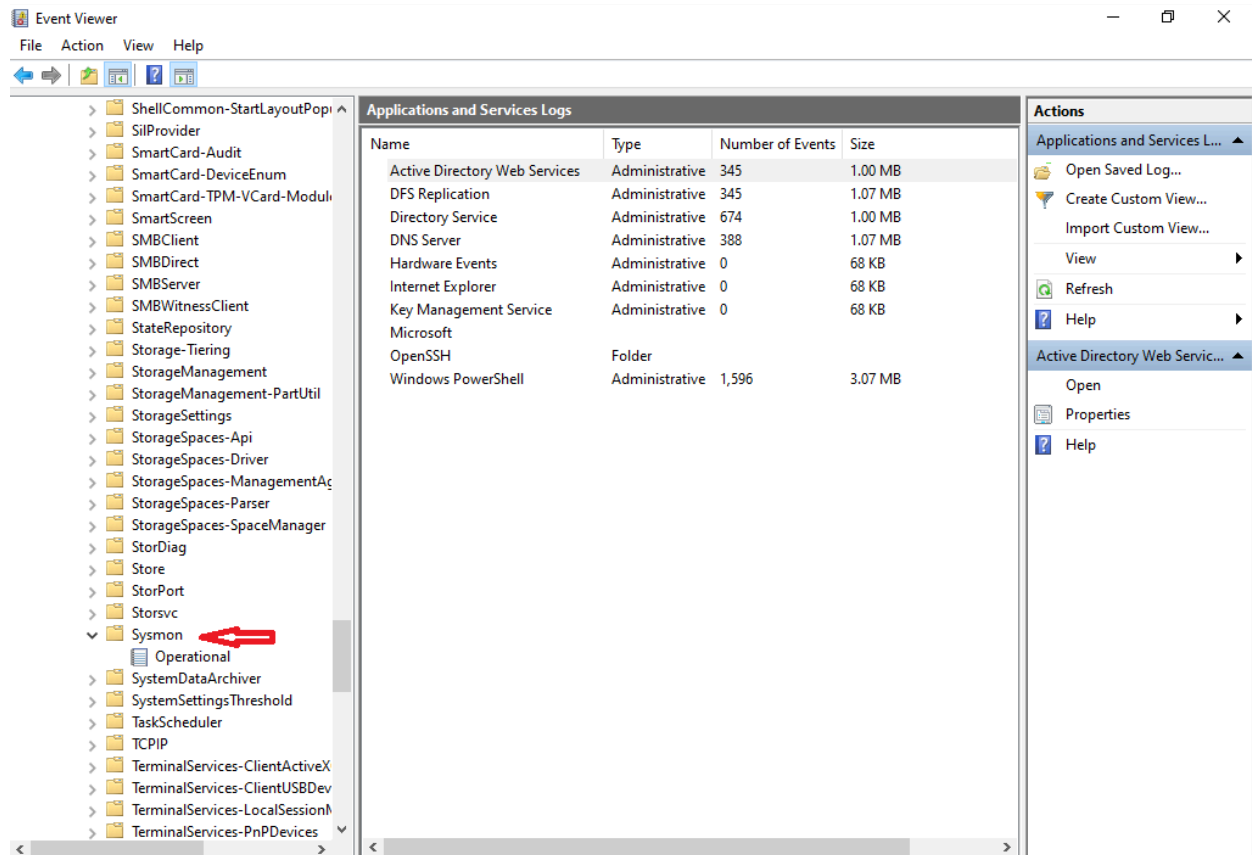 Event Viewer
File Action View Help
ShellCommon-StartLayoutPopu
SilProvider
SmartCard-Audit
SmartCard-DeviceEnum
SmartCard-TPM-VCard-Modul
SmartScreen
SMBClient
SMBDirect
SMBServer
SMBWitnessClient
StateRepository
Storage-Tiering
StorageManagement
StorageManagement-PartUtil
StorageSettings
StorageSpaces-Api
StorageSpaces-Driver
StorageSpaces-ManagementAg
StorageSpaces-Parser
StorageSpaces-SpaceManager
StorDiag
Store
StorPort
Storsvc
Sysmon
Operational
SystemDataArchiver
SystemSettingsThreshold
TaskScheduler
TCPIP
TerminalServices-ClientActiveX
TerminalServices-ClientUSBDev
TerminalServices-LocalSessionM
TerminalServices-PnPDevices
Applications and Services Logs
Name Type Number of Events Size
Active Directory Web Services Administrative 345 1.00 MB
DFS Replication Administrative 345 1.07 MB
Directory Service Administrative 674 1.00 MB
DNS Server Administrative 388 1.07 MB
Hardware Events Administrative 0 68 KB
Internet Explorer Administrative 0 68 KB
Key Management Service Administrative 0 68 KB
Microsoft
OpenSSH Folder
Windows PowerShell Administrative 1,596 3.07 MB
Actions
Applications and Services L...
Open Saved Log...
Create Custom View...
Import Custom View...
View
Refresh
Help
Active Directory Web Servic...
Open
Properties
Help